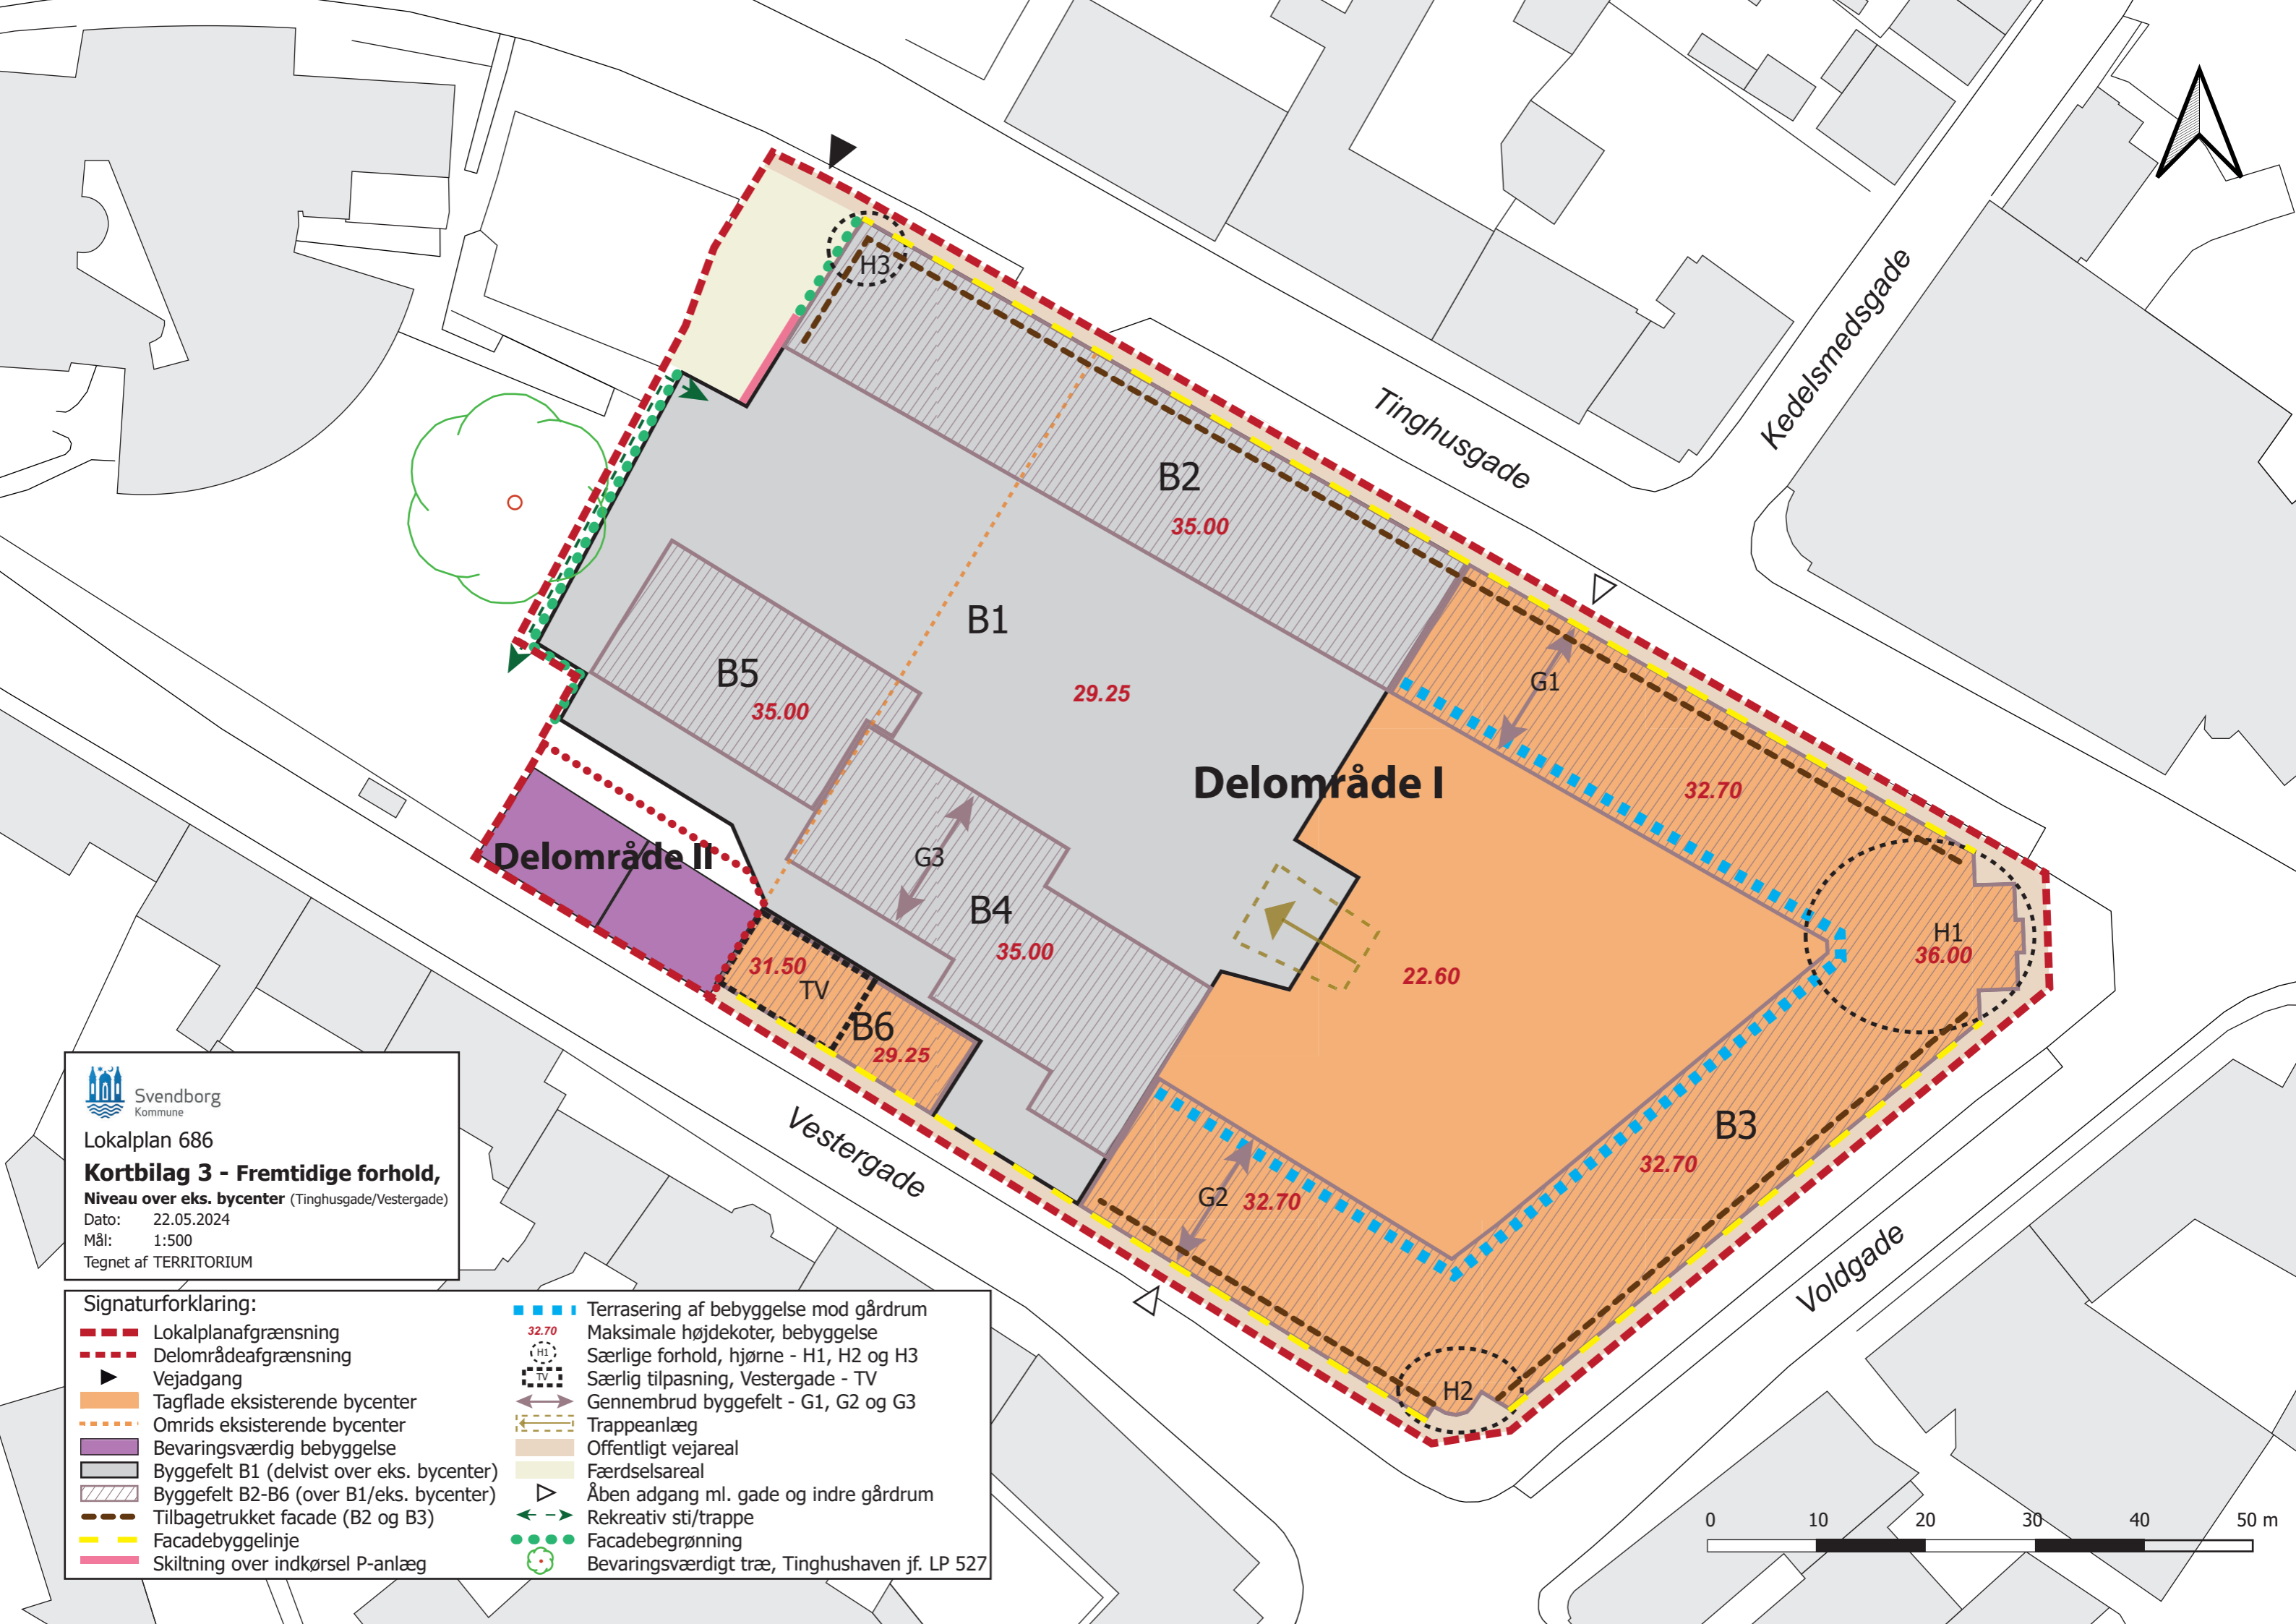 H3
Kedelsmedsgade
Tinghusgade
B2
35.00
B1
B5
29.25
35.00
G1
Delområde I
32.70
Delområde II
G3
B4
H1
35.00
36.00
31.50
22.60
TV
B6
29.25
B3
Vestergade
32.70
G2
32.70
Voldgade
H2
Svendborg
Kommune
Lokalplan 686
Kortbilag 3 - Fremtidige forhold,
Niveau over eks. bycenter (Tinghusgade/Vestergade)
Dato: 22.05.2024
Mål: 1:500
Tegnet af TERRITORIUM
Signaturforklaring:
Lokalplanafgrænsning
Delområdeafgrænsning
Vejadgang
Tagflade eksisterende bycenter
Omrids eksisterende bycenter
Bevaringsværdig bebyggelse
Byggefelt B1 (delvist over eks. bycenter)
Byggefelt B2-B6 (over B1/eks. bycenter)
Tilbagetrukket facade (B2 og B3)
Facadebyggelinje
Skiltning over indkørsel P-anlæg
Terrasering af bebyggelse mod gårdrum
32.70 Maksimale højdekoter, bebyggelse
H1 Særlige forhold, hjørne - H1, H2 og H3
TV Særlig tilpasning, Vestergade - TV
Gennembrud byggefelt - G1, G2 og G3
Trappeanlæg
Offentligt vejareal
Færdselsareal
Åben adgang ml. gade og indre gårdrum
Rekreativ sti/trappe
Facadebegrønning
Bevaringsværdigt træ, Tinghushaven jf. LP 527
0 10 20 30 40 50 m